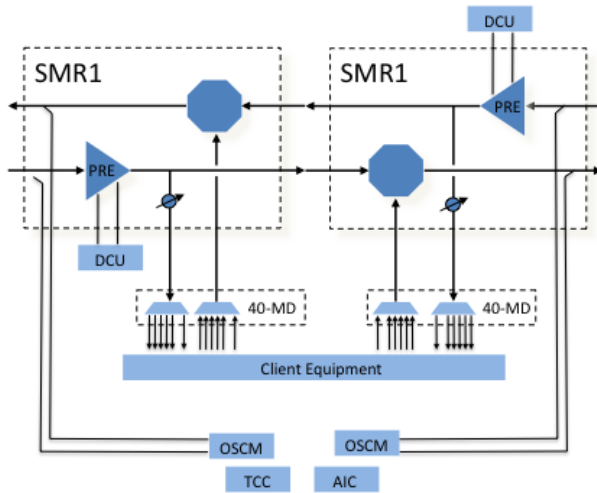 DCU
SMR1
SMR1
PRE
PRE
DCU
40-MD
40-MD
Client Equipment
OSCM
OSCM
TCC
AIC